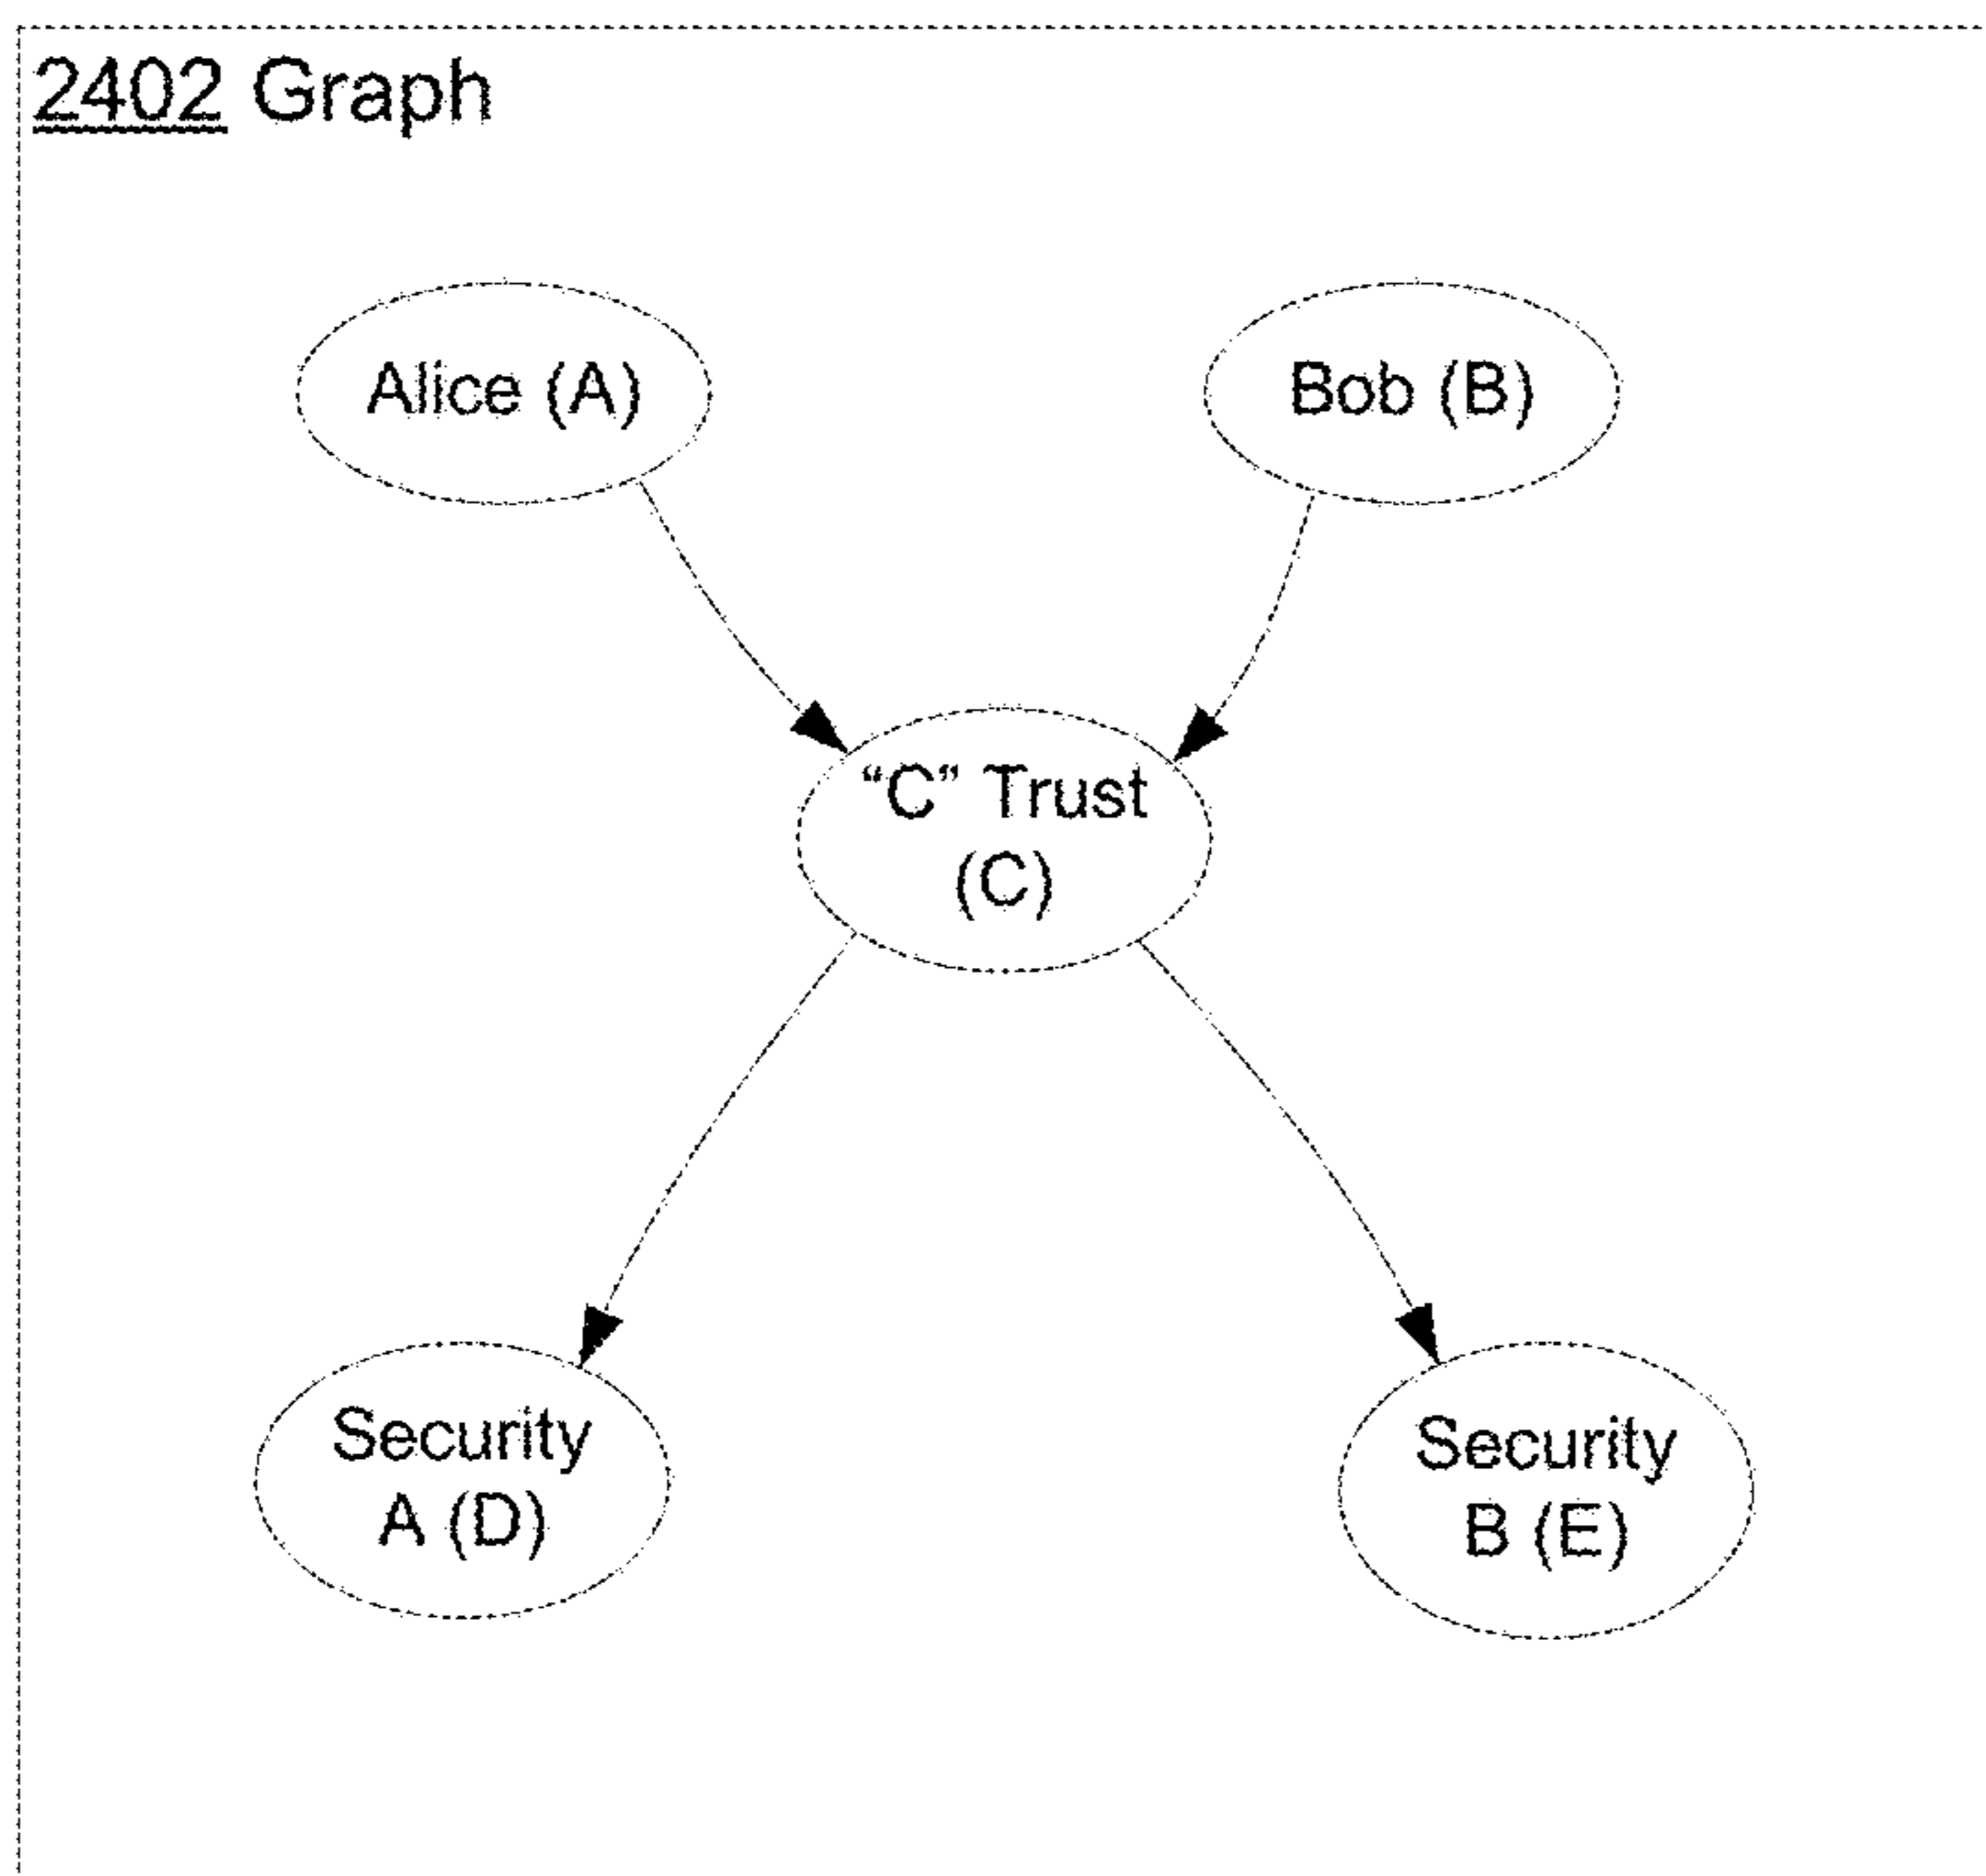 2402 Graph
Alice (A)
Bob (B)
“C” Trust
(C)
Security
A (D)
Security
B (E)